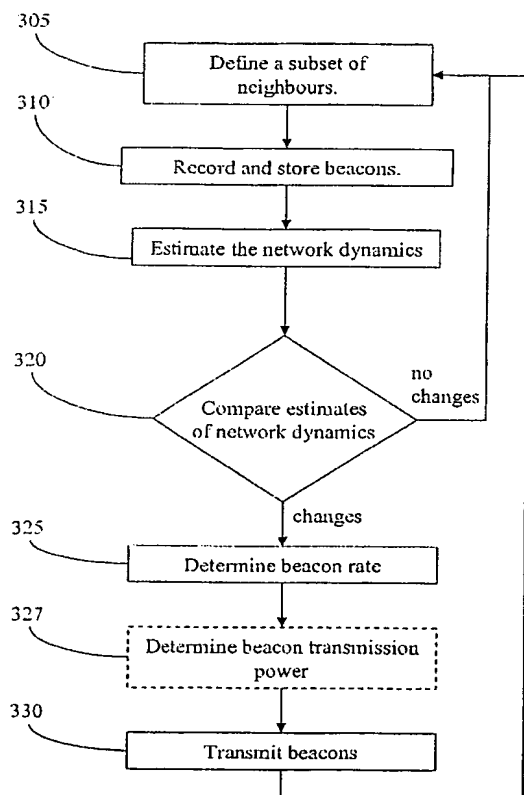 305
Define a subset of
neighbours.
310
Record and store beacons.
315
Estimate the network dynamics
320
no
changes
Compare estimates
of network dynamics
changes
325
Determine beacon rate
327
Determine beacon transmission
power
330
Transmit beacons